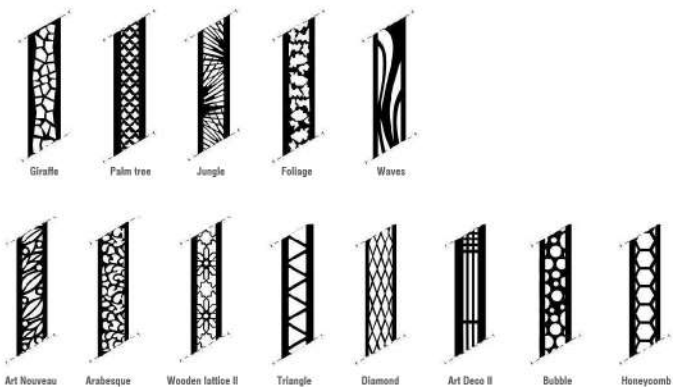 Giraffe Palm tree Jungle Foliage Waves
Art Nouveau Arabesque Wooden lattice II Triangle Diamond Art Deco II Bubble Honeycomb